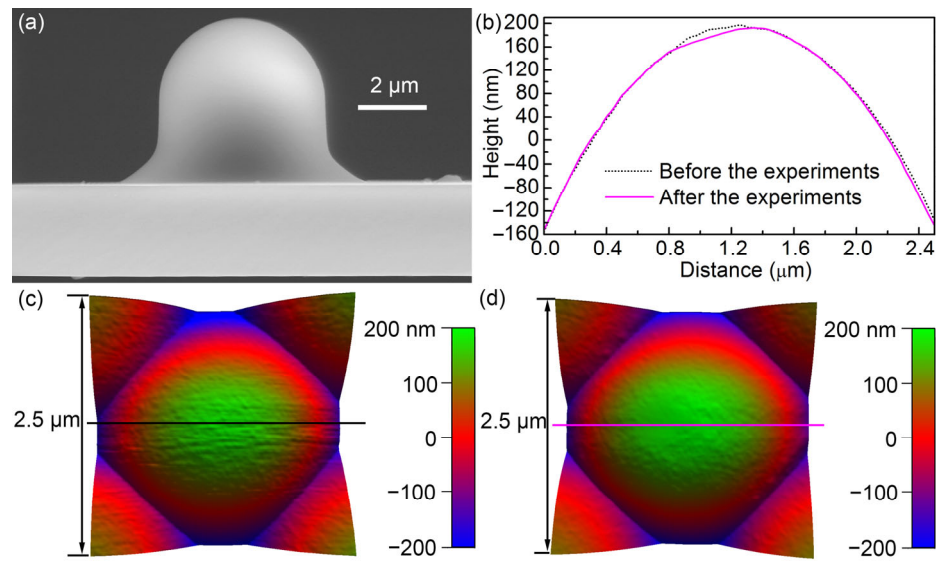 (a)
2 μm
(b)
200
160
120
80
40
0
−40
−80
−120
−160
Height (nm)
Before the experiments
After the experiments
0.0 0.4 0.8 1.2 1.6 2.0 2.4
Distance (μm)
(c)
2.5 μm
200 nm
100
0
−100
−200
(d)
2.5 μm
200 nm
100
0
−100
−200